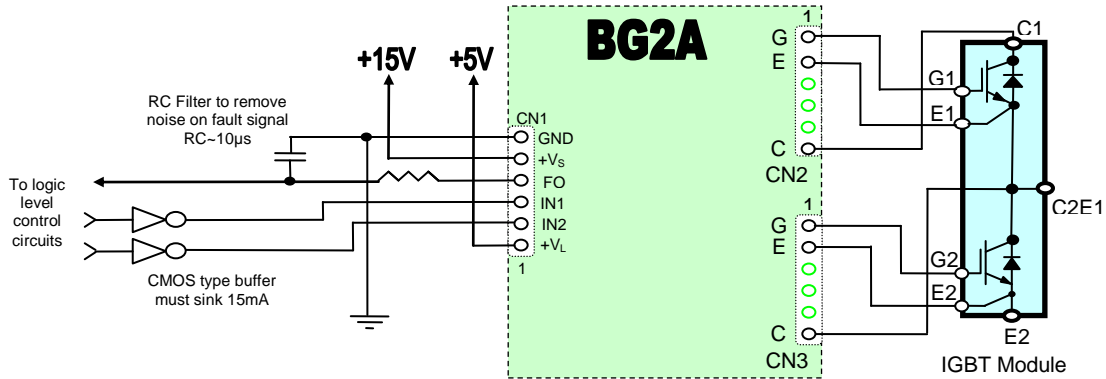 BG2A
+15V
+5V
RC Filter to remove
noise on fault signal
RC~10µs
CN1
GND
+VS
FO
IN1
IN2
+VL
1
To logic
level
control
circuits
CMOS type buffer
must sink 15mA
1
G
E
C
CN2
1
G
E
C
CN3
C1
G1
E1
C2E1
G2
E2
E2
IGBT Module